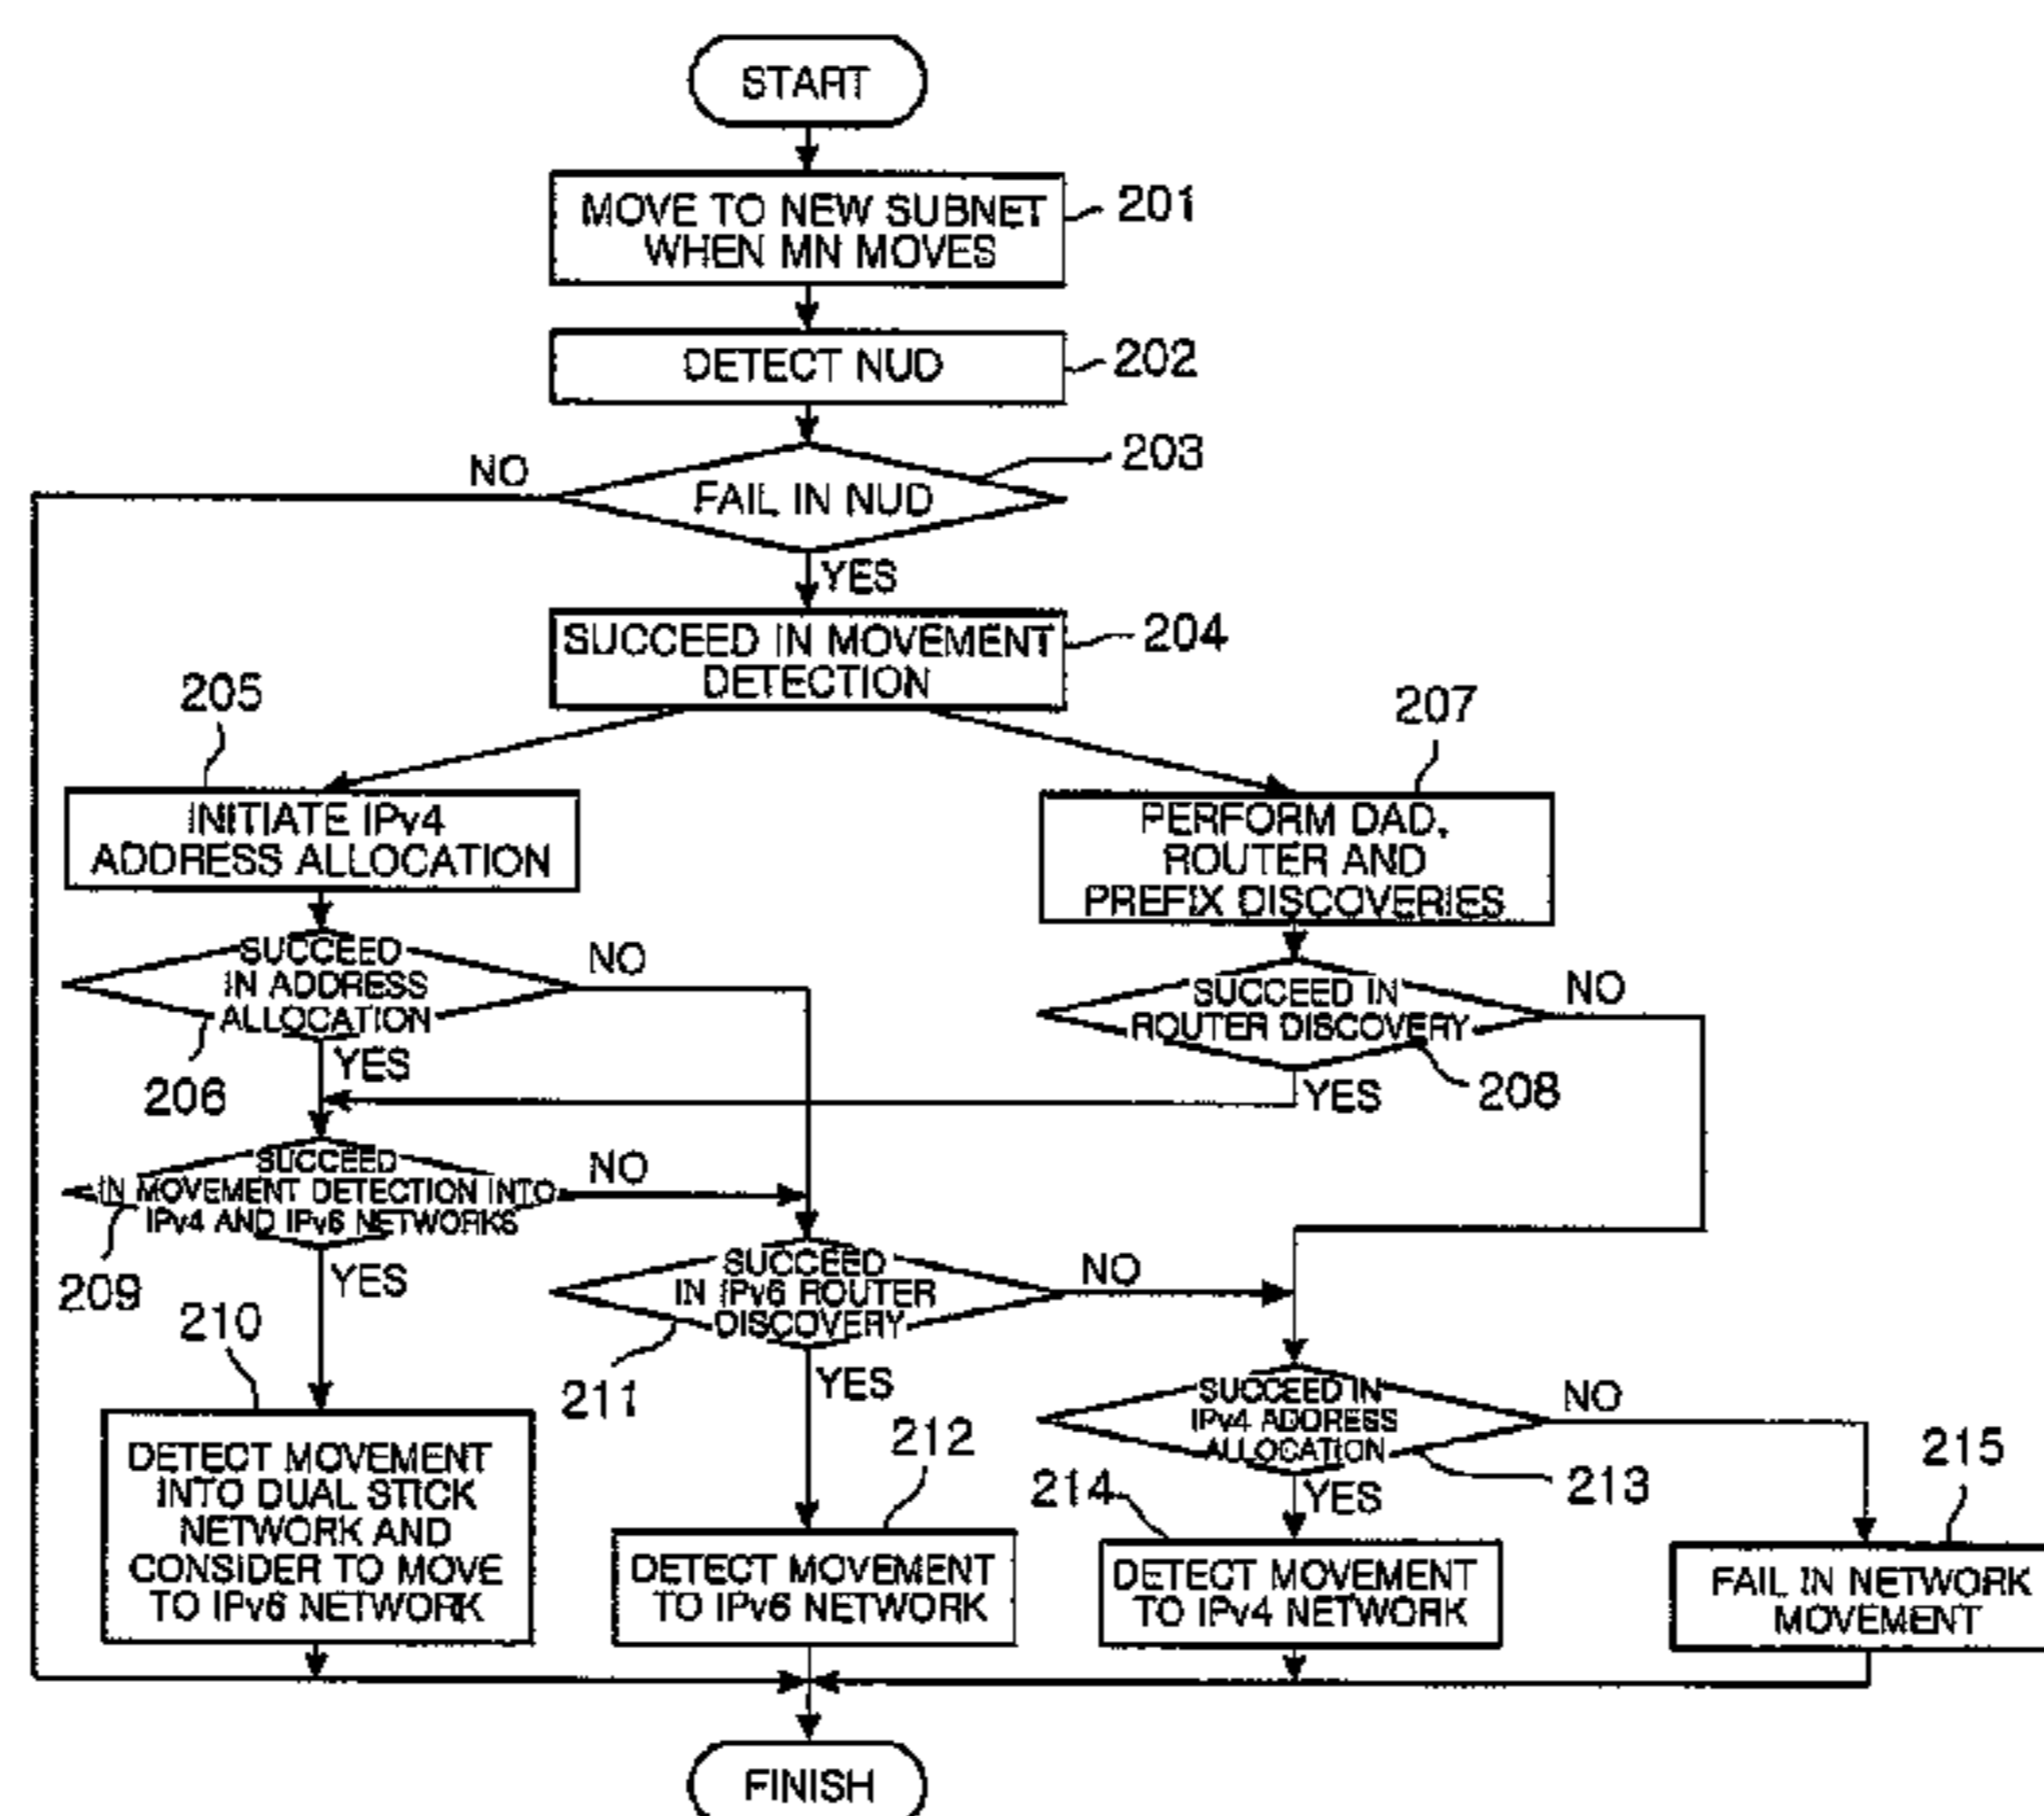 START
MOVE TO NEW SUBNET
WHEN MN MOVES
201
DETECT NUD
202
FAIL IN NUD
203
NO
YES
SUCCEED IN MOVEMENT
DETECTION
204
205
INITIATE IPv4
ADDRESS ALLOCATION
207
PERFORM DAD,
ROUTER AND
PREFIX DISCOVERIES
SUCCEED
IN ADDRESS
ALLOCATION
NO
206
YES
SUCCEED IN
ROUTER DISCOVERY
NO
208
YES
SUCCEED
IN MOVEMENT DETECTION INTO
IPv4 AND IPv6 NETWORKS
NO
209
YES
SUCCEED
IN IPv6 ROUTER
DISCOVERY
NO
211
YES
SUCCEED IN
IPv4 ADDRESS
ALLOCATION
NO
213
YES
210
DETECT MOVEMENT
INTO DUAL STICK
NETWORK AND
CONSIDER TO MOVE
TO IPv6 NETWORK
212
DETECT MOVEMENT
TO IPv6 NETWORK
214
DETECT MOVEMENT
TO IPv4 NETWORK
215
FAIL IN NETWORK
MOVEMENT
FINISH